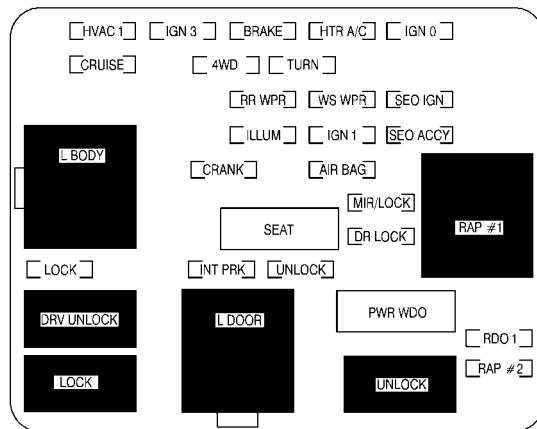 HVAC 1 IGN 3 BRAKE HTR A/C IGN 0
CRUISE 4WD TURN
RR WPR WS WPR SEO IGN
ILLUM IGN 1 SEO ACCY
L BODY
CRANK AIR BAG
MIR/LOCK
SEAT RAP #1
DR LOCK
LOCK INT PRK UNLOCK
DRV UNLOCK L DOOR PWR WDO
RDO 1
RAP #2
LOCK UNLOCK